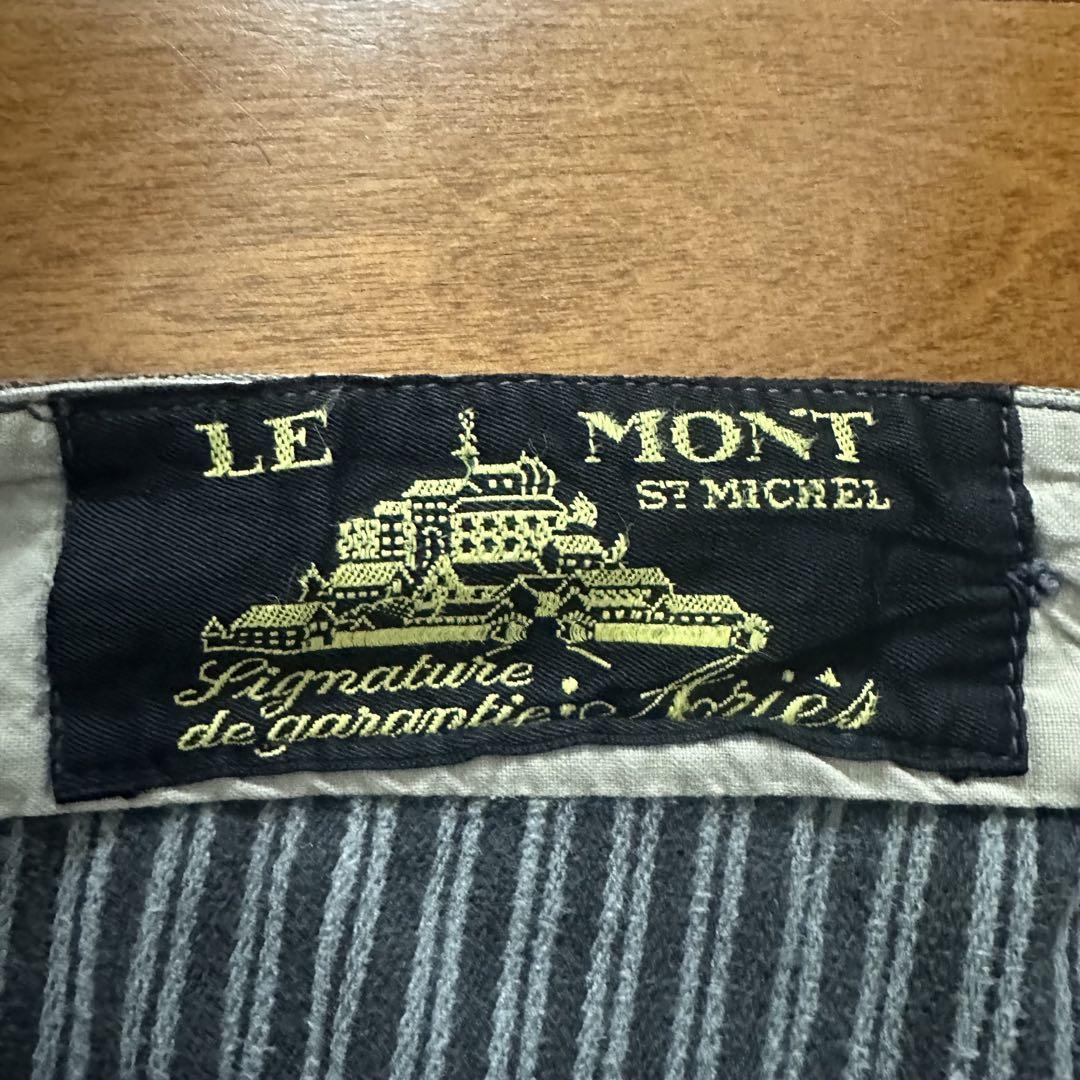 LE MONT
ST MICHEL
Signature
de garantie: Kriès